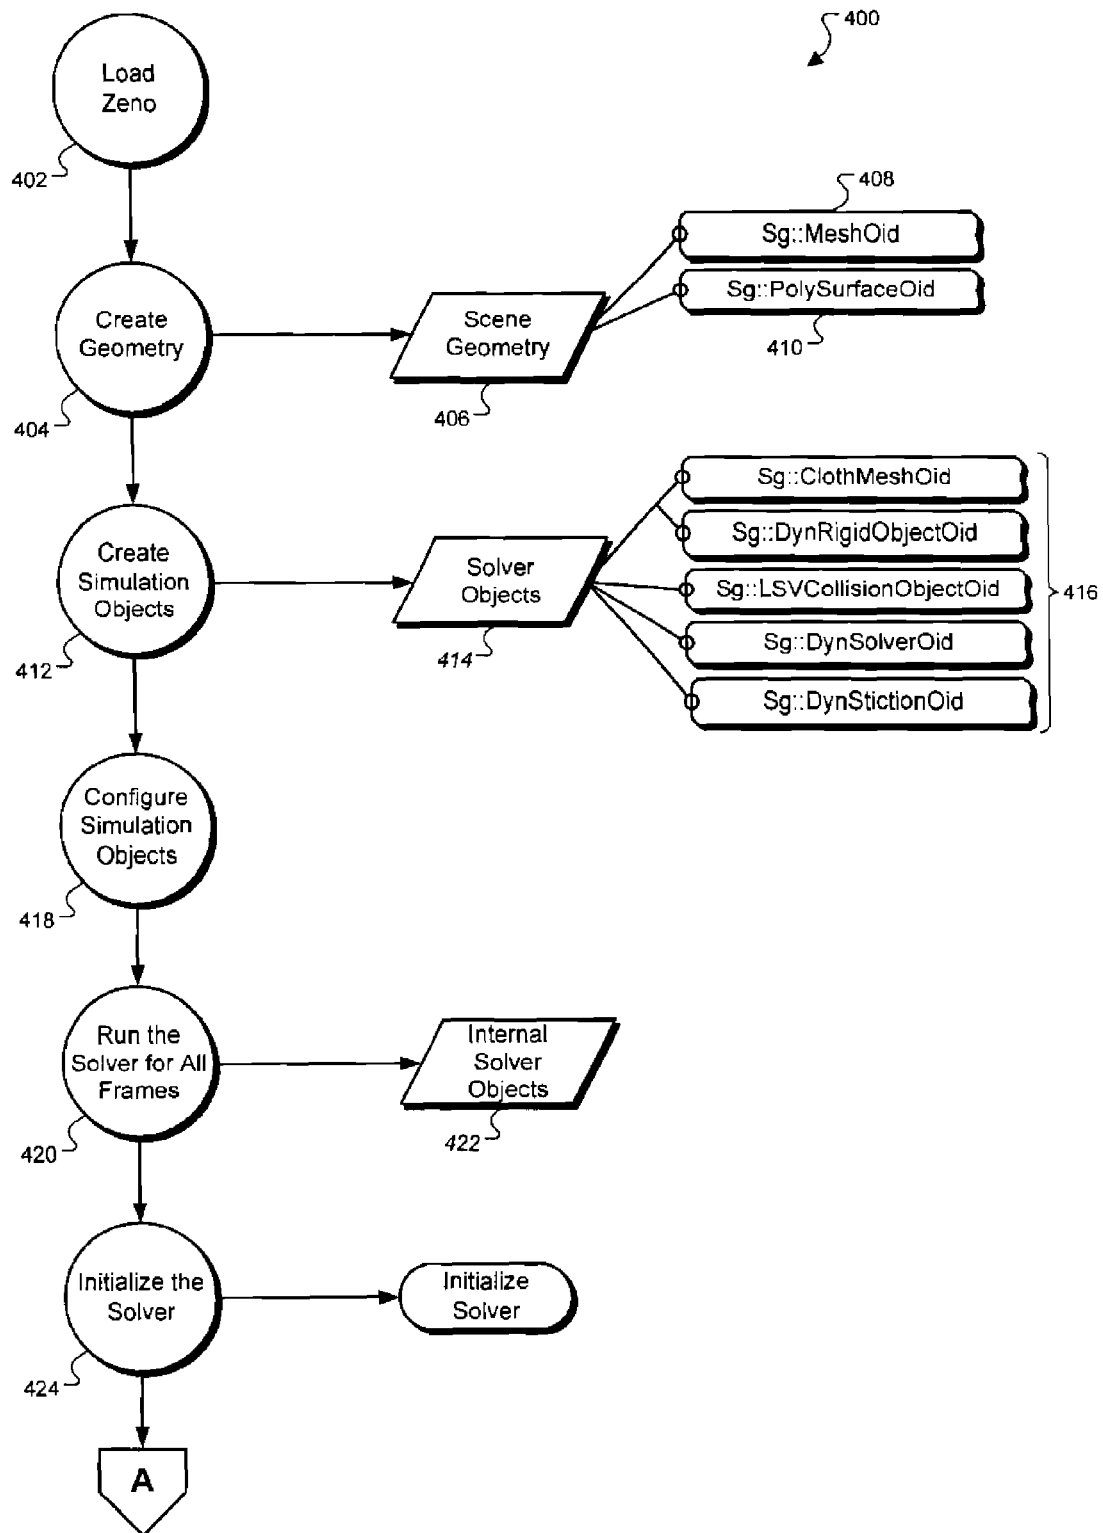 400
Load
Zeno
402
408
Sg::MeshOid
Sg::PolySurfaceOid
410
Create
Geometry
404
Scene
Geometry
406
Sg::ClothMeshOid
Sg::DynRigidObjectOid
Sg::LSVCollisionObjectOid
Sg::DynSolverOid
Sg::DynStictionOid
416
Create
Simulation
Objects
412
Solver
Objects
414
Configure
Simulation
Objects
418
Run the
Solver for All
Frames
420
Internal
Solver
Objects
422
Initialize the
Solver
424
Initialize
Solver
A